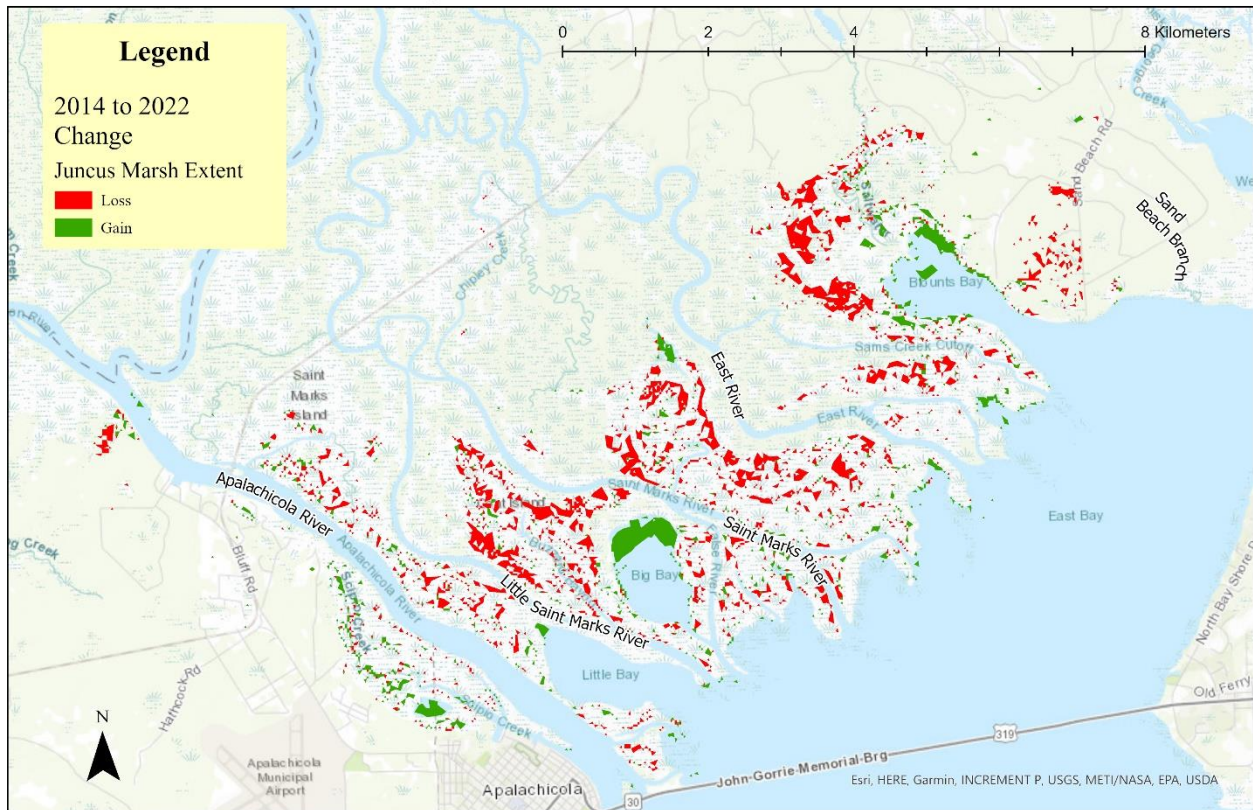 Legend
2014 to 2022
Change
Juncus Marsh Extent
Loss
Gain
0 2 4 8 Kilometers
Creek
Sand Beach Rd
Sand
Beach Branch
Chipley Creek
Blounts Bay
Sams Creek Cutoff
East River
East River
Saint
Marks
Island
Apalachicola River
Apalachicola River
Saint Marks River
Saint Marks River
East Bay
Big Bay
Little Saint Marks River
Bluff Rd
Scipio Creek
Little Bay
Scipio Creek
Hathcock Rd
North Bay Shore
Old Ferry
319
N
Apalachicola
Municipal
Airport
Apalachicola
John-Gorrie-Memorial-Brg
30
Esri, HERE, Garmin, INCREMENT P, USGS, METI/NASA, EPA, USDA